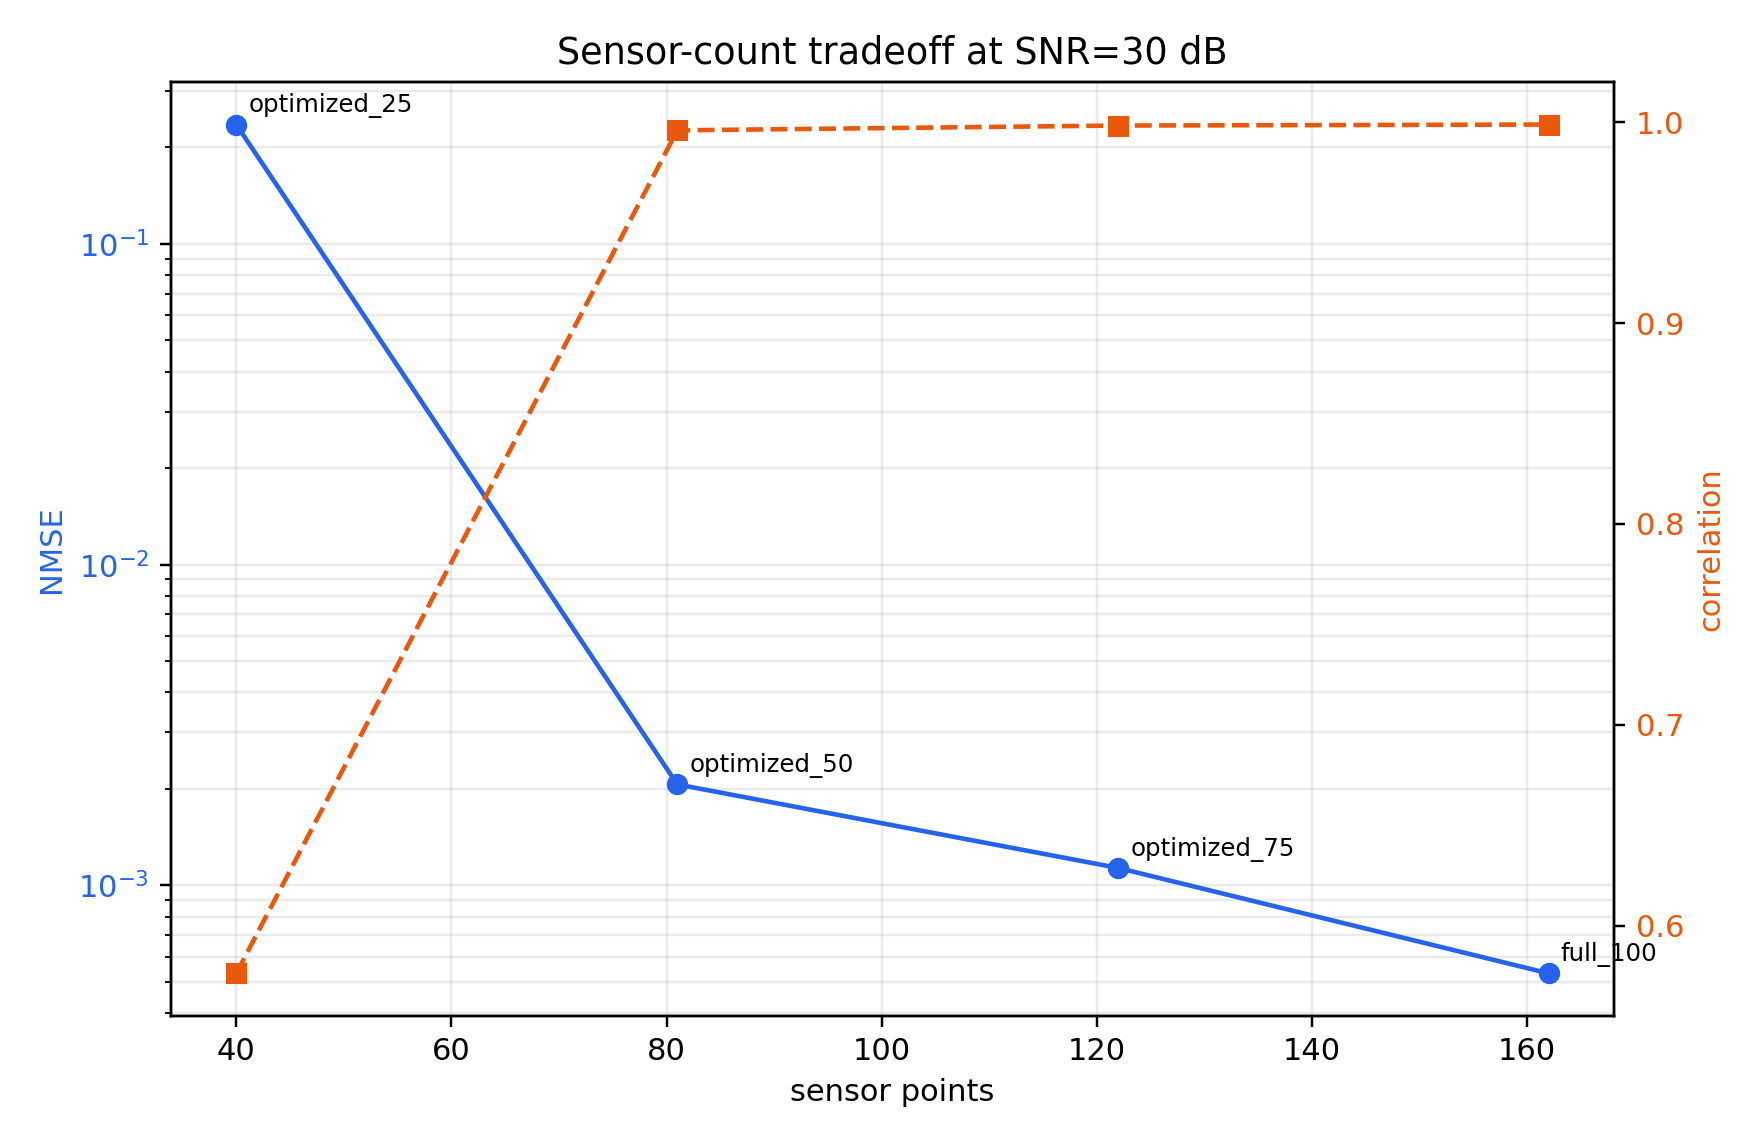 Sensor-count tradeoff at SNR=30 dB
optimized_25
1.0
10⁻¹
0.9
NMSE
10⁻²
0.8
correlation
optimized_50
0.7
optimized_75
10⁻³
0.6
full_100
40 60 80 100 120 140 160
sensor points